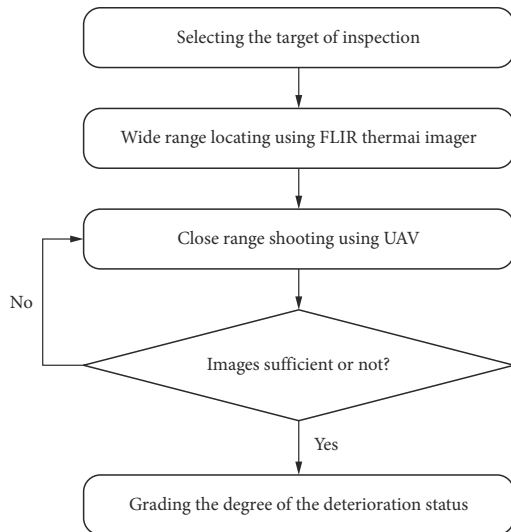 Selecting the target of inspection
Wide range locating using FLIR thermai imager
Close range shooting using UAV
No
Images sufficient or not?
Yes
Grading the degree of the deterioration status